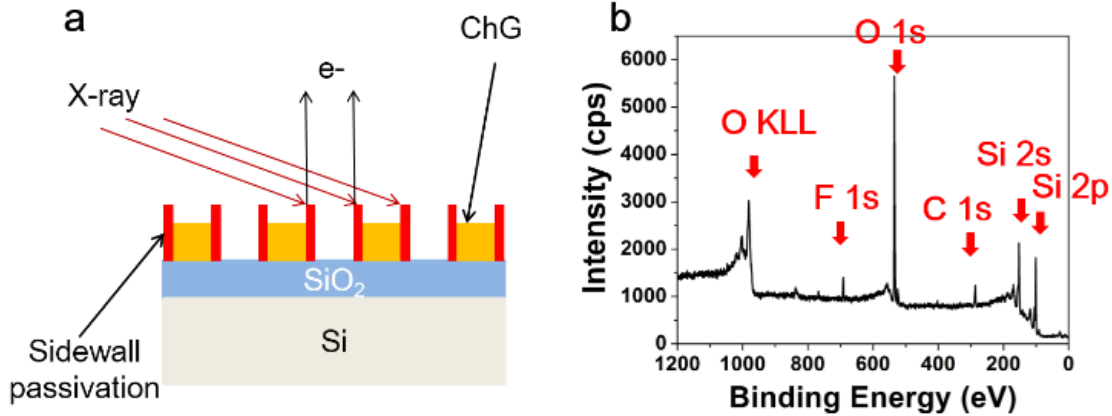 a
ChG
e-
X-ray
SiO₂
Si
Sidewall
passivation
b
O 1s
O KLL
F 1s
C 1s
Si 2s
Si 2p
Intensity (cps)
6000
5000
4000
3000
2000
1000
0
1200 1000 800 600 400 200 0
Binding Energy (eV)